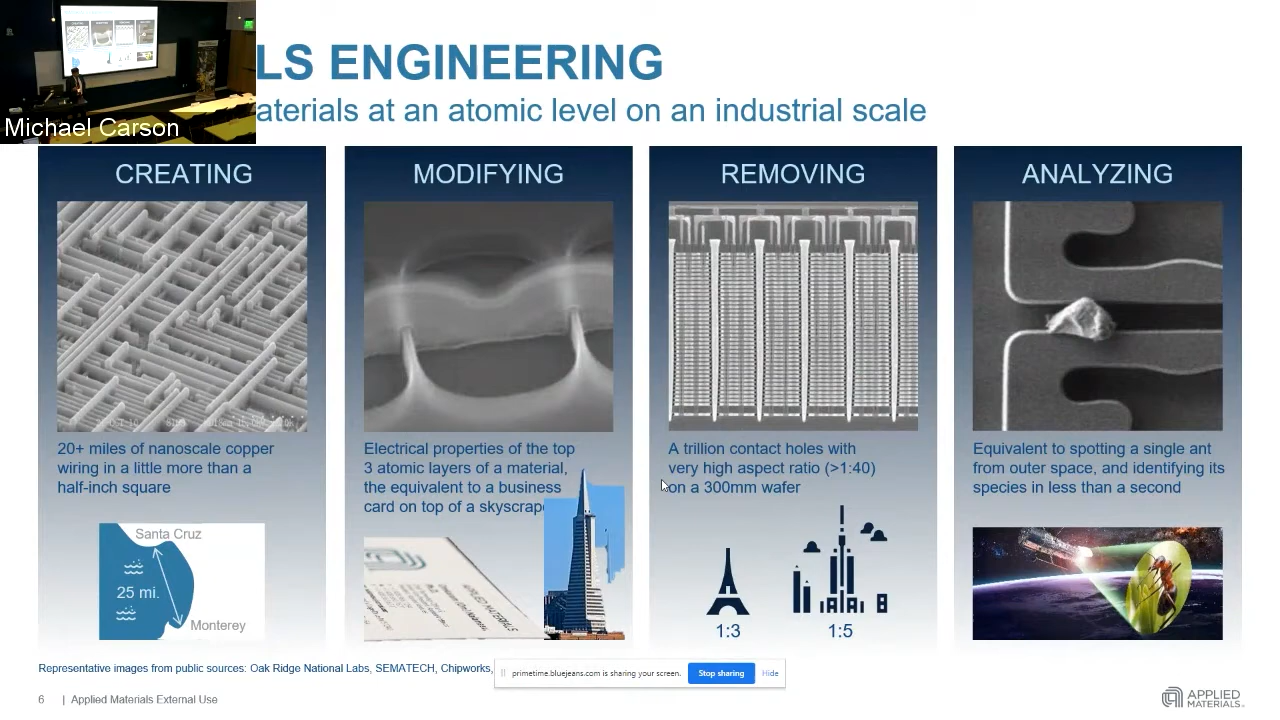 LS ENGINEERING
aterials at an atomic level on an industrial scale
Michael Carson
CREATING
20+ miles of nanoscale copper
wiring in a little more than a
half-inch square
Santa Cruz
25 mi.
Monterey
MODIFYING
Electrical properties of the top
3 atomic layers of a material,
the equivalent to a business
card on top of a skyscrape
REMOVING
A trillion contact holes with
very high aspect ratio (>1:40)
on a 300mm wafer
1:3
1:5
ANALYZING
Equivalent to spotting a single ant
from outer space, and identifying its
species in less than a second
Representative images from public sources: Oak Ridge National Labs, SEMATECH, Chipworks,
primetime.bluejeans.com is sharing your screen.
Stop sharing
Hide
6 | Applied Materials External Use
APPLIED
MATERIALS